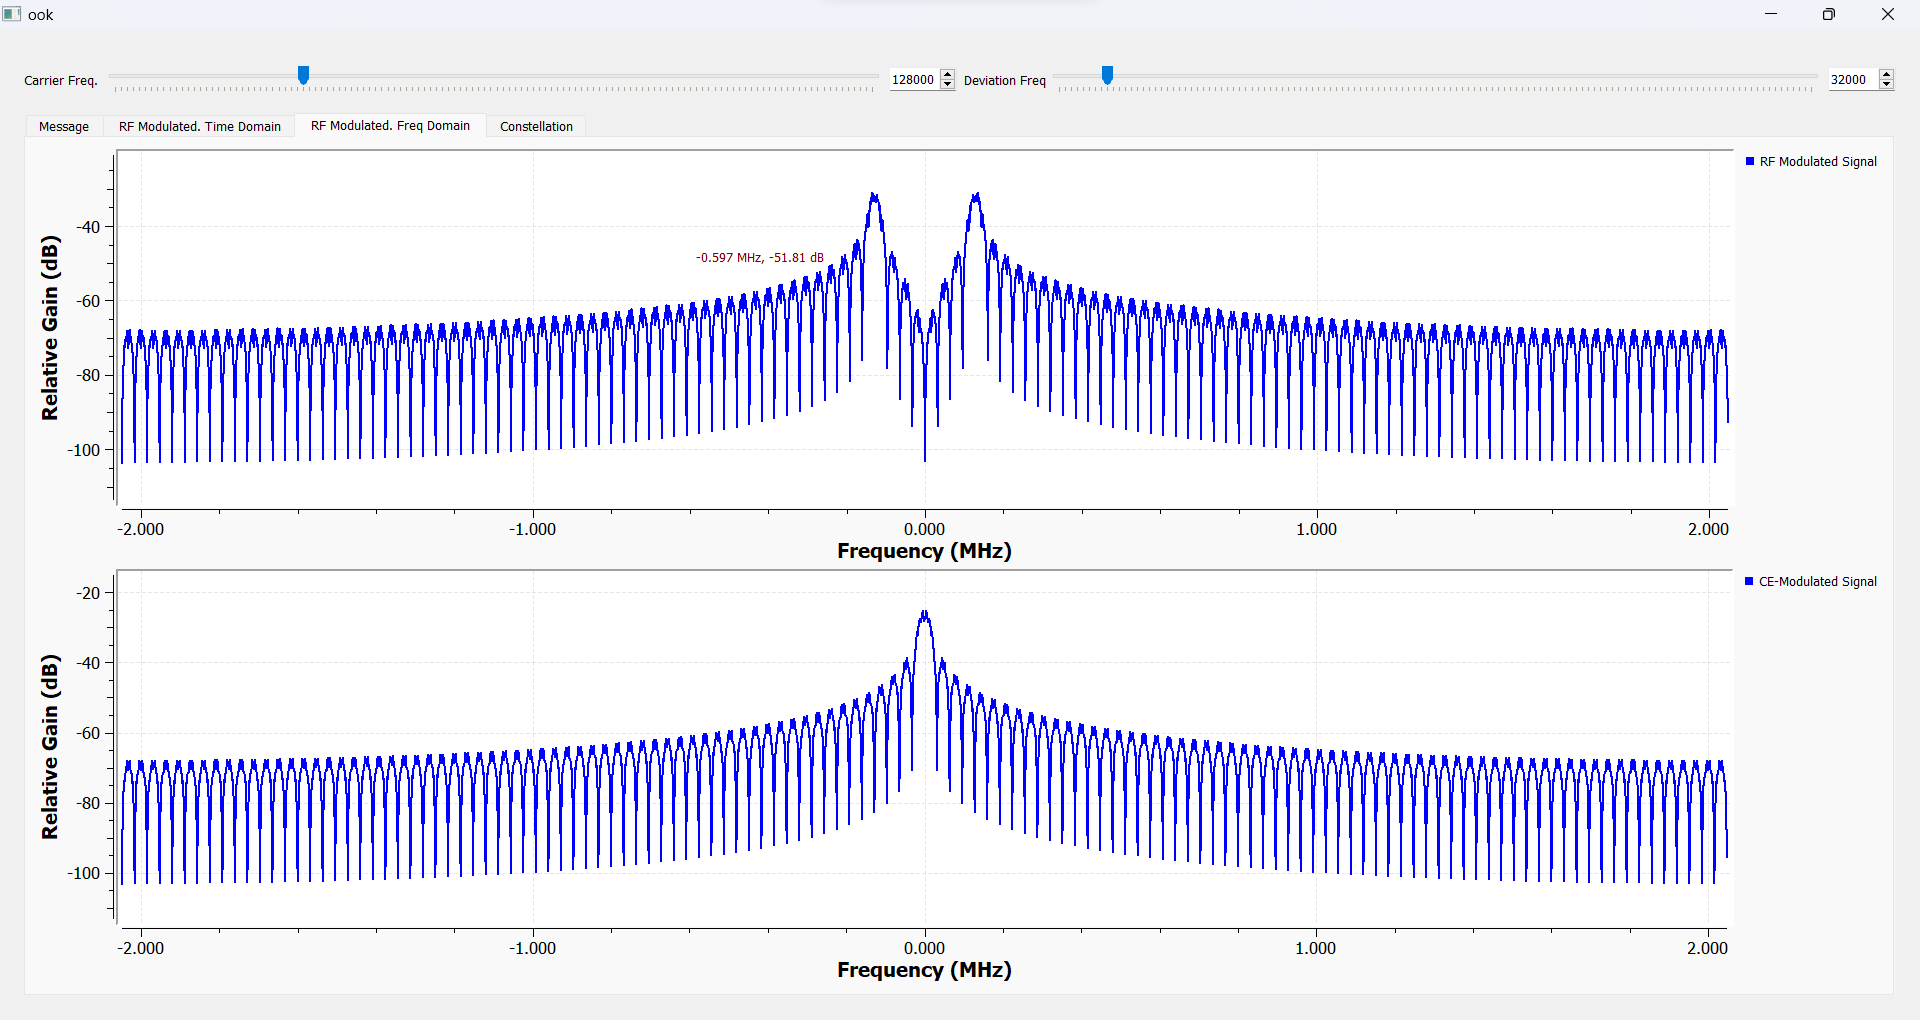 ook
Carrier Freq.
128000
Deviation Freq
32000
Message
RF Modulated. Time Domain
RF Modulated. Freq Domain
Constellation
RF Modulated Signal
Relative Gain (dB)
-40
-60
-80
-100
-0.597 MHz, -51.81 dB
-2.000
-1.000
0.000
1.000
2.000
Frequency (MHz)
CE-Modulated Signal
Relative Gain (dB)
-20
-40
-60
-80
-100
-2.000
-1.000
0.000
1.000
2.000
Frequency (MHz)